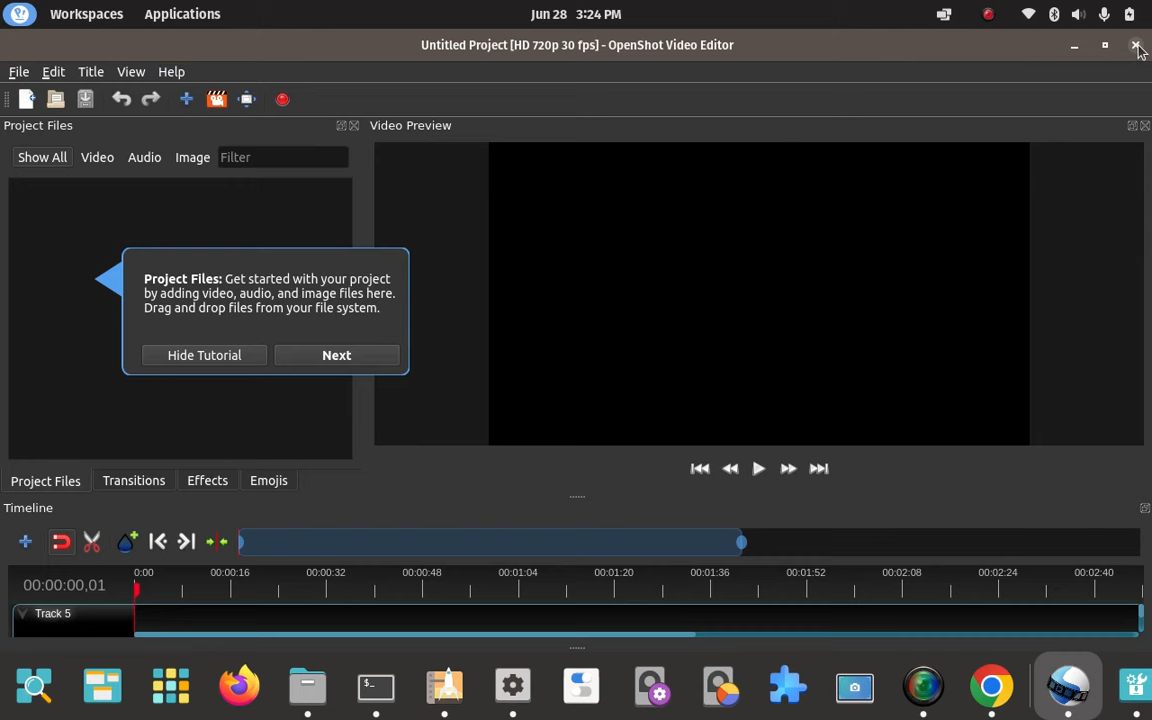 Workspaces Applications Jun 28 3:24 PM
Untitled Project [HD 720p 30 fps] - OpenShot Video Editor
File Edit Title View Help
Project Files Video Preview
Show All Video Audio Image Filter
Project Files: Get started with your project
by adding video, audio, and image files here.
Drag and drop files from your file system.
Hide Tutorial Next
Project Files Transitions Effects Emojis
Timeline
00:00:00,01 0:00 00:00:16 00:00:32 00:00:48 00:01:04 00:01:20 00:01:36 00:01:52 00:02:08 00:02:24 00:02:40
Track 5
$_